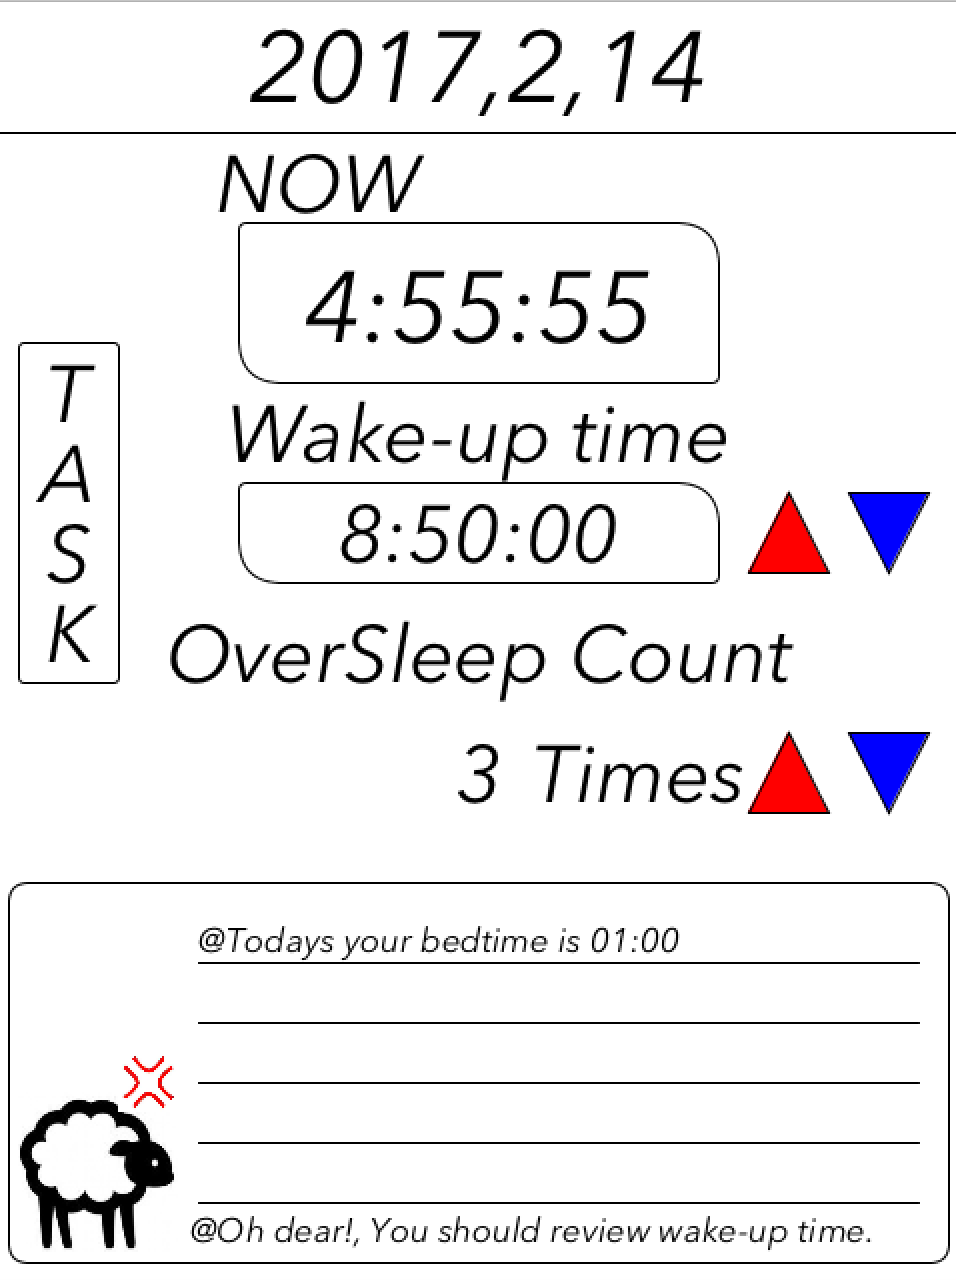 2017,2,14
NOW
4:55:55
T
A
S
K
Wake-up time
8:50:00
OverSleep Count
3 Times
@Todays your bedtime is 01:00
@Oh dear!, You should review wake-up time.